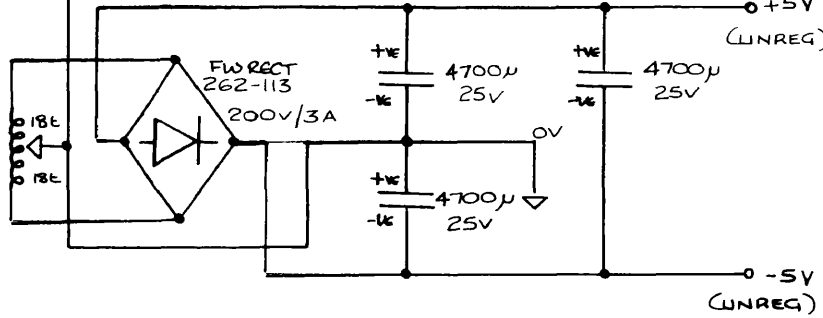 +5V
(UNREG)
FW RECT
262-113
200V/3A
+VE
-VE
4700μ
25V
+VE
-VE
4700μ
25V
18t
18t
0V
+VE
-VE
4700μ
25V
-5V
(UNREG)